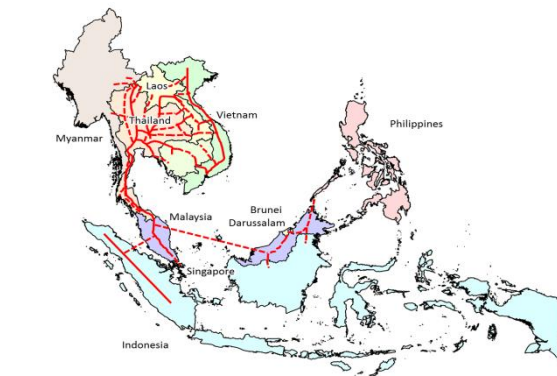 Laos
Thailand
Vietnam
Myanmar
Philippines
Malaysia
Brunei
Darussalam
Singapore
Indonesia